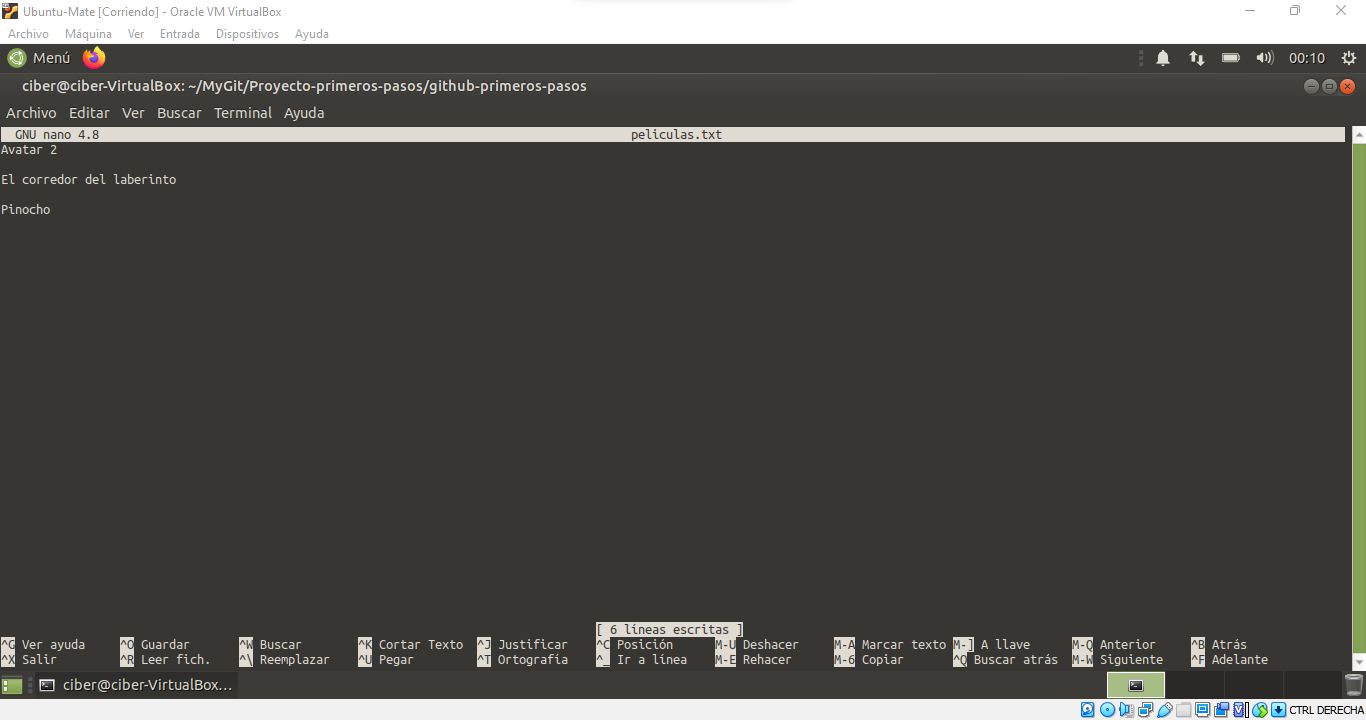 Ubuntu-Mate [Corriendo] - Oracle VM VirtualBox
Archivo Máquina Ver Entrada Dispositivos Ayuda
Menú 00:10
ciber@ciber-VirtualBox: ~/MyGit/Proyecto-primeros-pasos/github-primeros-pasos
Archivo Editar Ver Buscar Terminal Ayuda
GNU nano 4.8 peliculas.txt
Avatar 2
El corredor del laberinto
Pinocho
[ 6 líneas escritas ]
^G Ver ayuda ^O Guardar ^W Buscar ^K Cortar Texto ^J Justificar ^C Posición M-U Deshacer M-A Marcar texto M-] A llave M-Q Anterior ^B Atrás
^X Salir ^R Leer fich. ^\ Reemplazar ^U Pegar ^T Ortografía ^_ Ir a línea M-E Rehacer M-6 Copiar ^Q Buscar atrás M-W Siguiente ^F Adelante
ciber@ciber-VirtualBox...
CTRL DERECHA